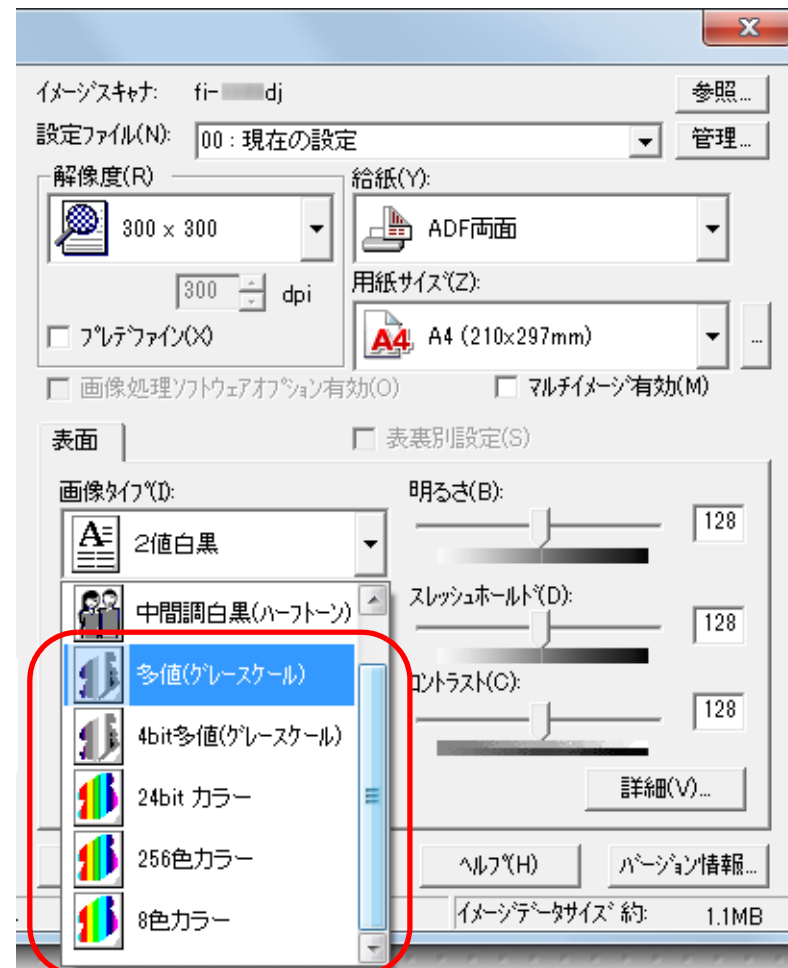 イメージスキャナ: fi- dj 参照...
設定ファイル(N): 00 : 現在の設定 管理...
解像度(R) 給紙(Y):
300 x 300 ADF両面
300 dpi 用紙サイズ(Z):
プレデファイン(X) A4 A4 (210x297mm) ...
画像処理ソフトウェアオプション有効(O) マルチイメージ有効(M)
表面 表裏別設定(S)
画像タイプ(I): 明るさ(B):
2値白黒 128
中間調白黒(ハーフトーン) スレッシュホールド(D):
128
多値(グレースケール) コントラスト(C):
4bit多値(グレースケール) 128
24bit カラー 詳細(V)...
256色カラー ヘルプ(H) バージョン情報...
8色カラー イメージデータサイズ 約: 1.1MB